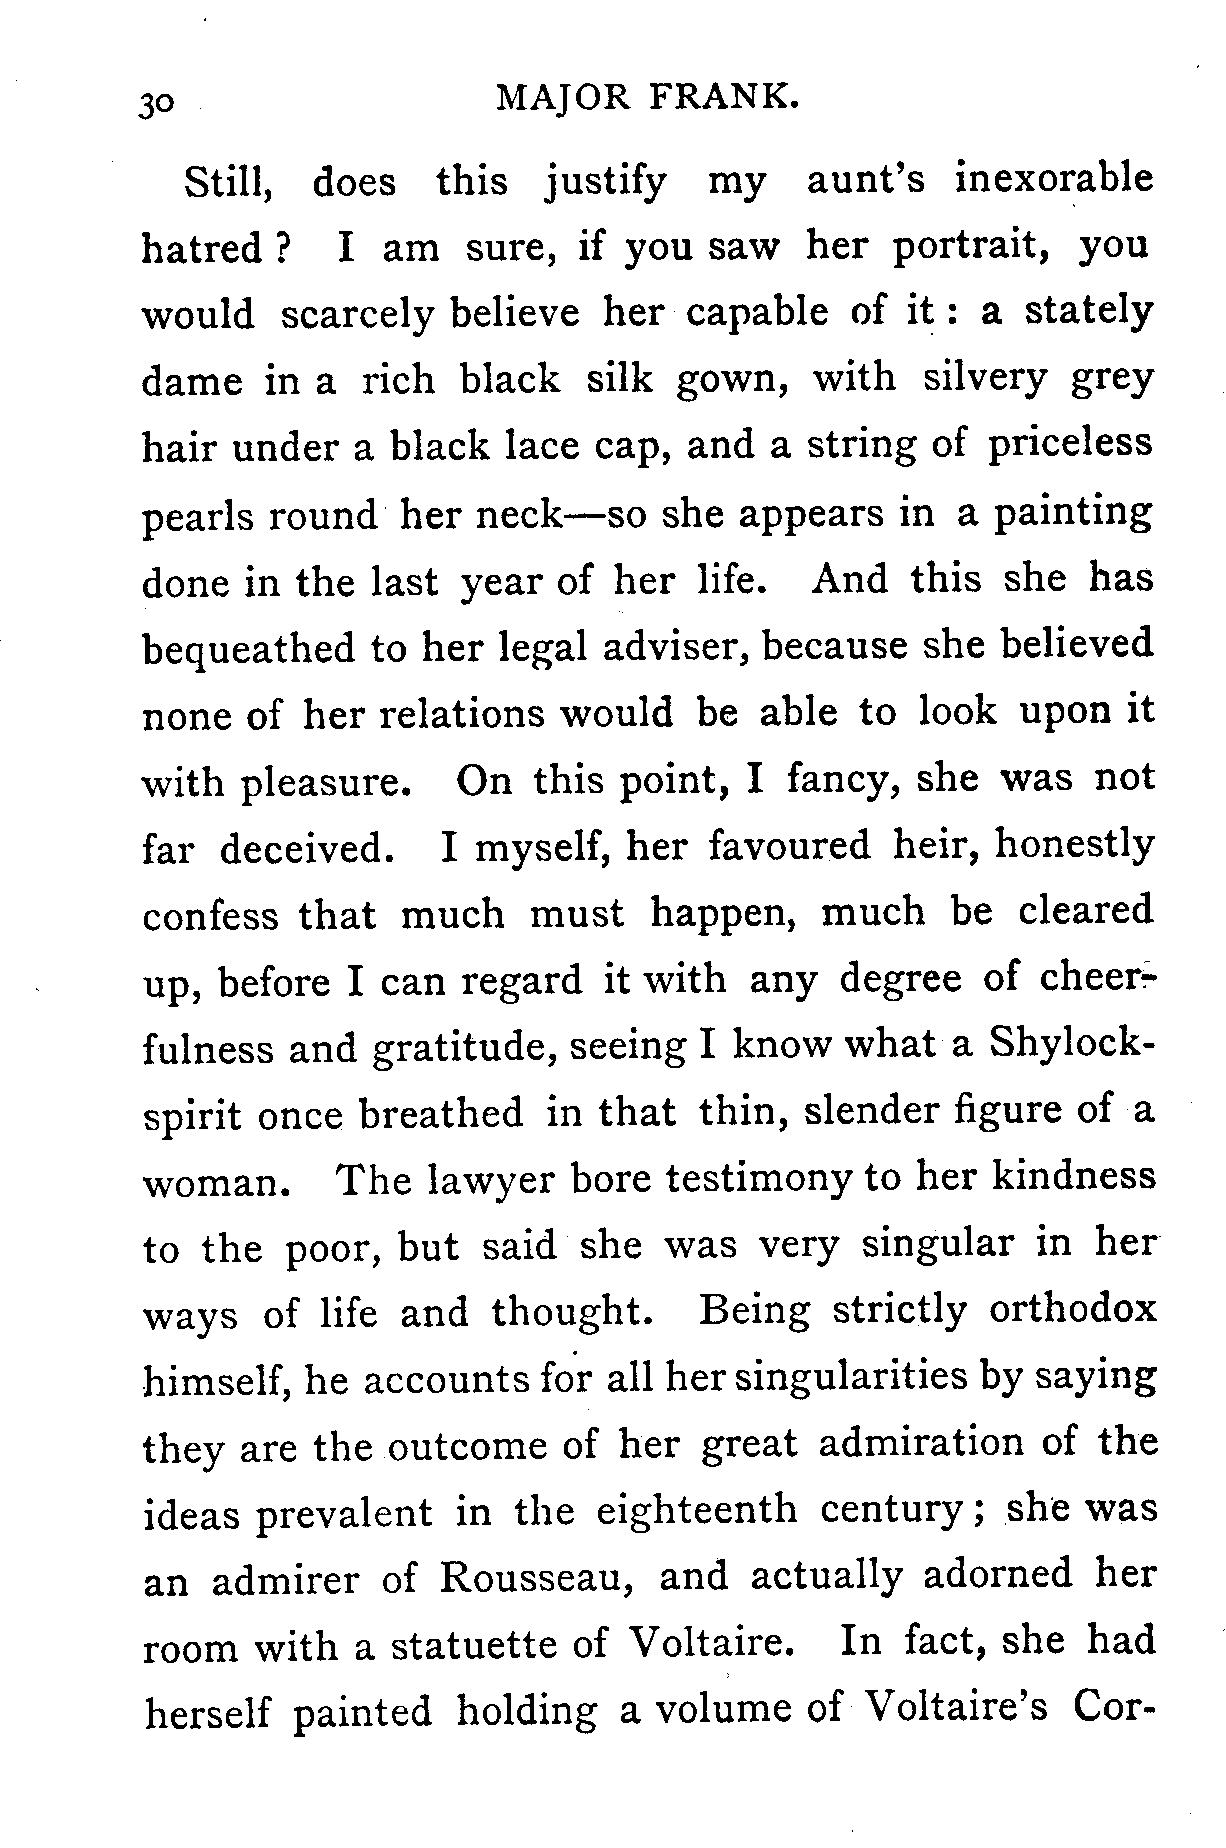 30 MAJOR FRANK.
Still, does this justify my aunt's inexorable
hatred ? I am sure, if you saw her portrait, you
would scarcely believe her capable of it : a stately
dame in a rich black silk gown, with silvery grey
hair under a black lace cap, and a string of priceless
pearls round her neck—so she appears in a painting
done in the last year of her life. And this she has
bequeathed to her legal adviser, because she believed
none of her relations would be able to look upon it
with pleasure. On this point, I fancy, she was not
far deceived. I myself, her favoured heir, honestly
confess that much must happen, much be cleared
up, before I can regard it with any degree of cheer-
fulness and gratitude, seeing I know what a Shylock-
spirit once breathed in that thin, slender figure of a
woman. The lawyer bore testimony to her kindness
to the poor, but said she was very singular in her
ways of life and thought. Being strictly orthodox
himself, he accounts for all her singularities by saying
they are the outcome of her great admiration of the
ideas prevalent in the eighteenth century ; she was
an admirer of Rousseau, and actually adorned her
room with a statuette of Voltaire. In fact, she had
herself painted holding a volume of Voltaire's Cor-